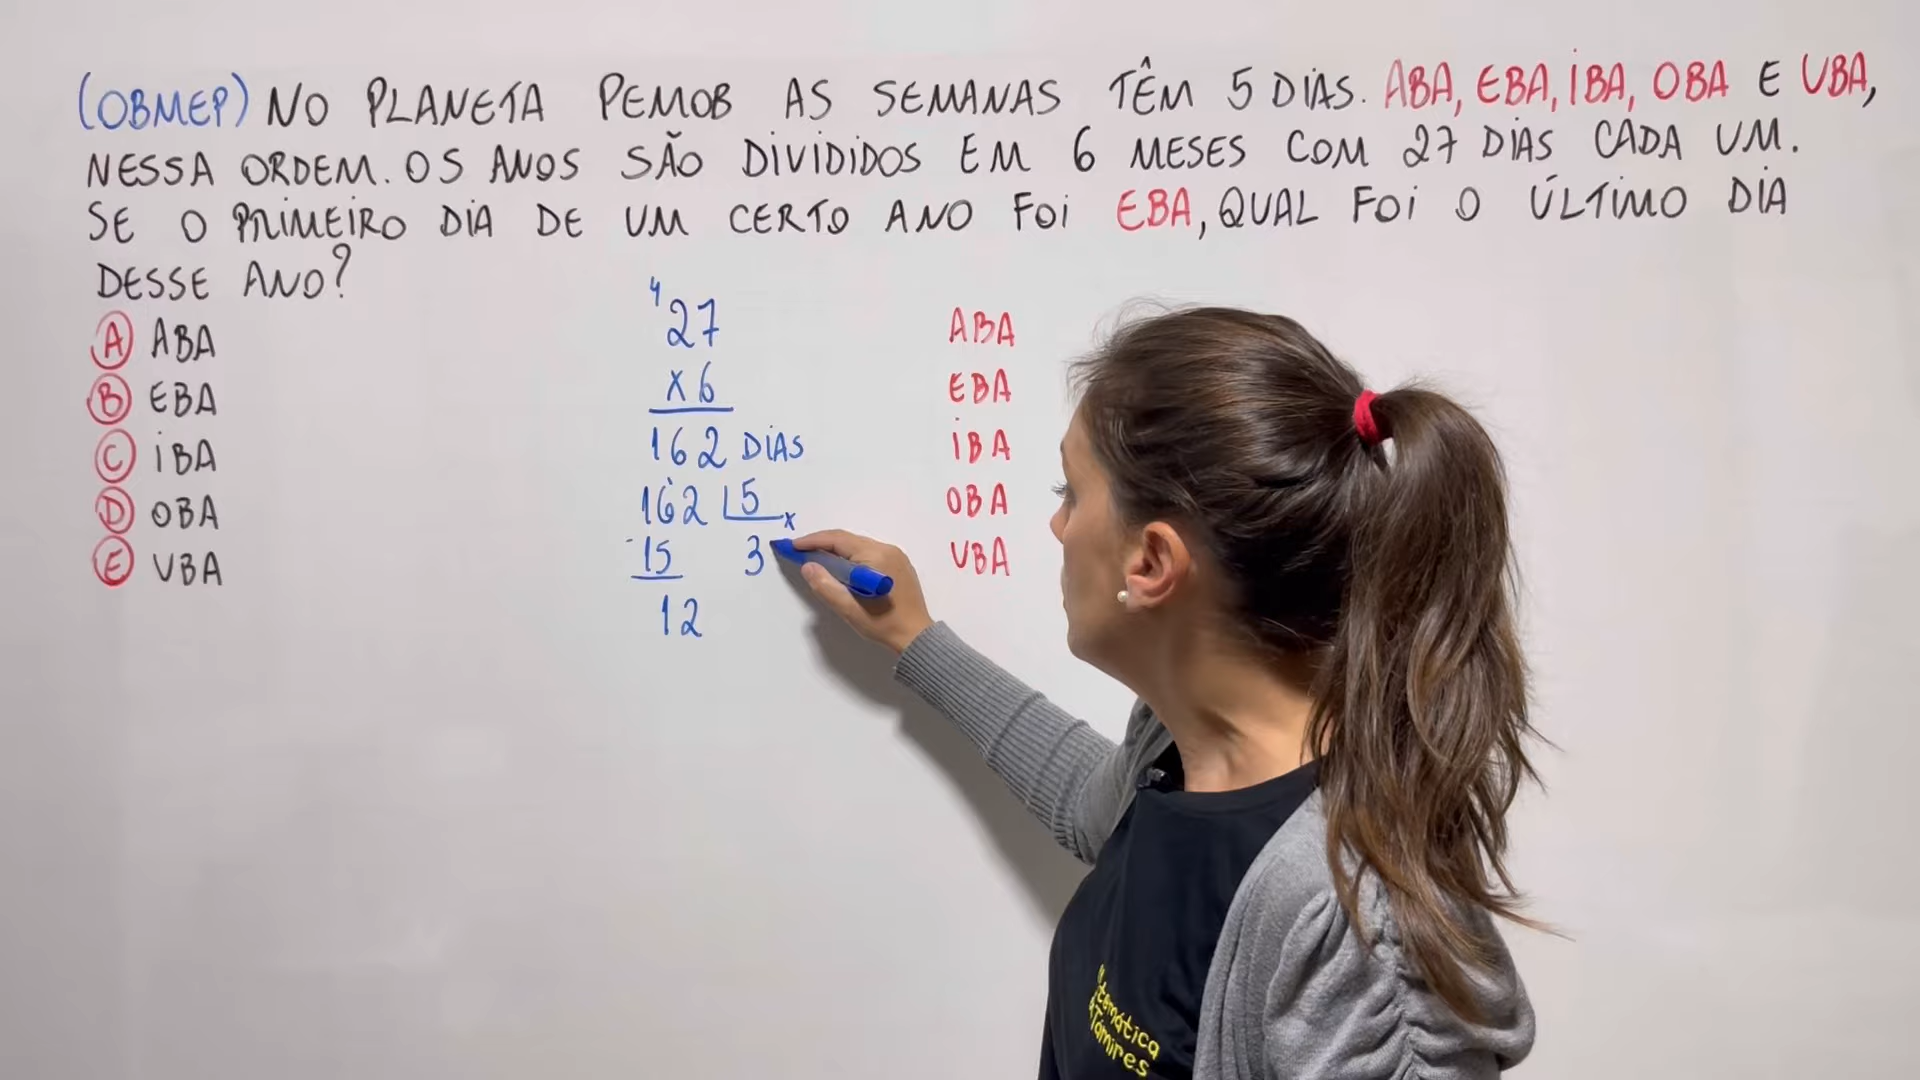 (OBMEP) NO PLANETA PEMOB AS SEMANAS TÊM 5 DIAS. ABA, EBA, IBA, OBA E UBA,
NESSA ORDEM. OS ANOS SÃO DIVIDIDOS EM 6 MESES COM 27 DIAS CADA UM.
SE O PRIMEIRO DIA DE UM CERTO ANO FOI EBA, QUAL FOI O ÚLTIMO DIA
DESSE ANO?
A ABA
B EBA
C IBA
D OBA
E UBA
4
27
x 6
162 DIAS
162 5
x
-15 3
12
ABA
EBA
IBA
OBA
UBA